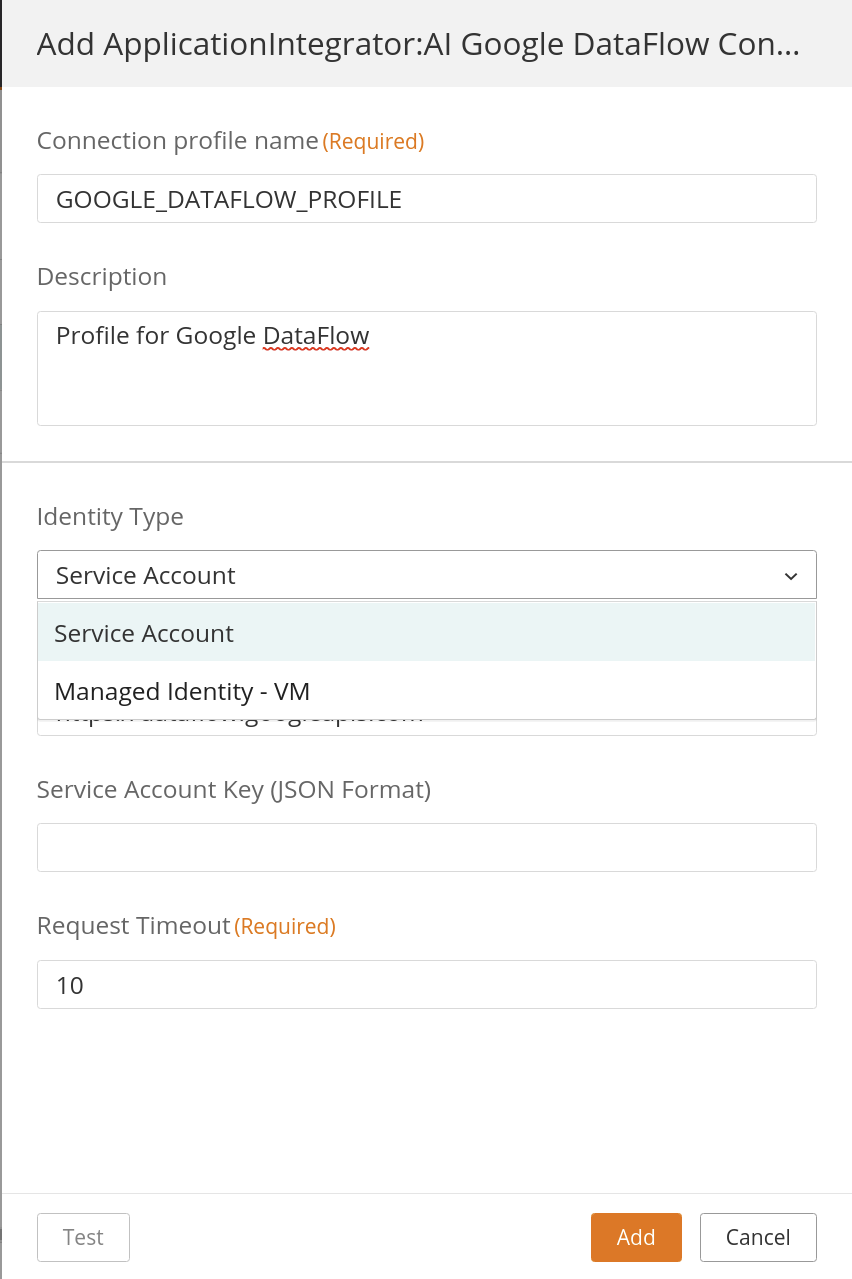 Add ApplicationIntegrator:AI Google DataFlow Con...
Connection profile name (Required)
GOOGLE_DATAFLOW_PROFILE
Description
Profile for Google DataFlow
Identity Type
Service Account
Service Account
Managed Identity - VM
Service Account Key (JSON Format)
Request Timeout (Required)
10
Test
Add
Cancel